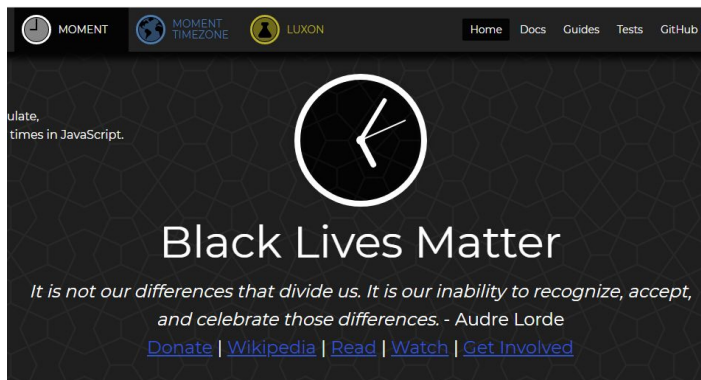 MOMENT
MOMENT
TIMEZONE
LUXON
Home Docs Guides Tests GitHub
ulate,
times in JavaScript.
Black Lives Matter
It is not our differences that divide us. It is our inability to recognize, accept,
and celebrate those differences. - Audre Lorde
Donate | Wikipedia | Read | Watch | Get Involved